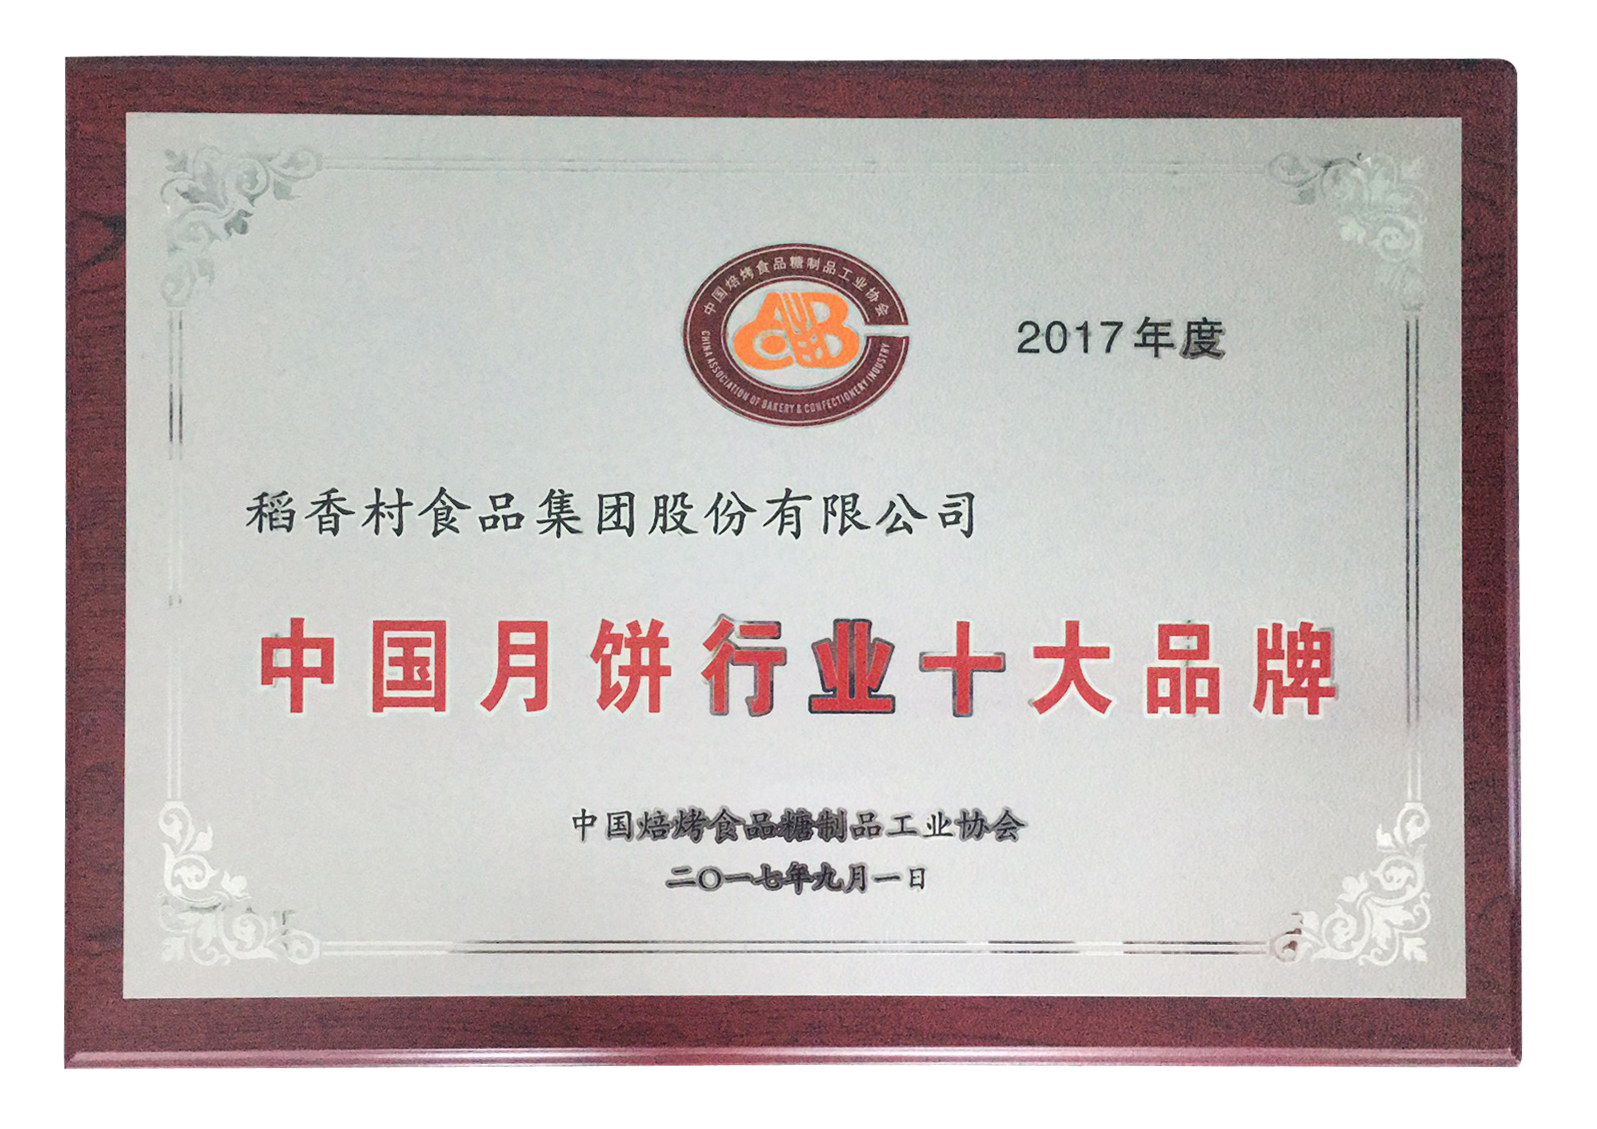 中国焙烤食品糖制品工业协会
CHINA ASSOCIATION OF BAKERY & CONFECTIONERY INDUSTRY
2017年度
稻香村食品集团股份有限公司
中国月饼行业十大品牌
中国焙烤食品糖制品工业协会
二〇一七年九月一日